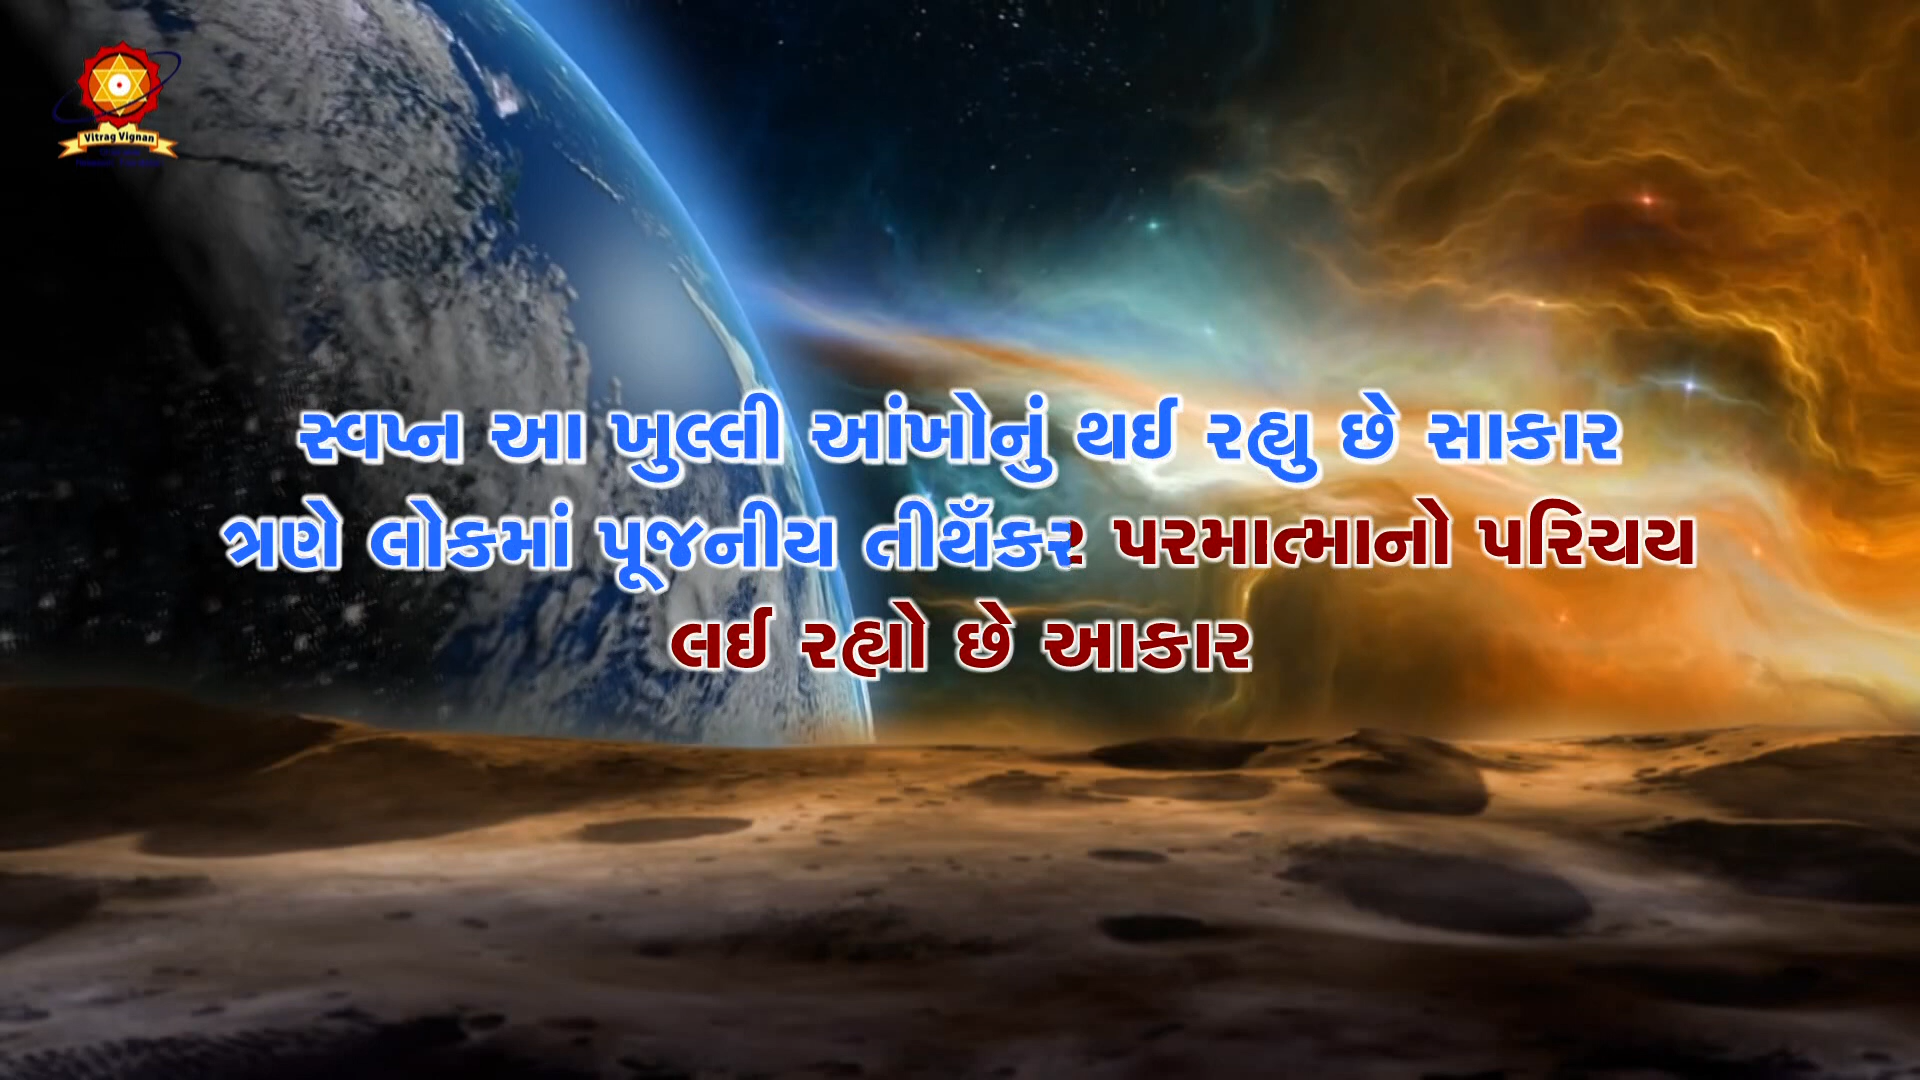 Vitrag Vignan
સ્વપ્ન આ ખુલ્લી આંખોનું થઈ રહ્યુ છે સાકાર
ત્રણે લોકમાં પૂજનીય તીર્થંકર પરમાત્માનો પરિચય
લઈ રહ્યો છે આકાર